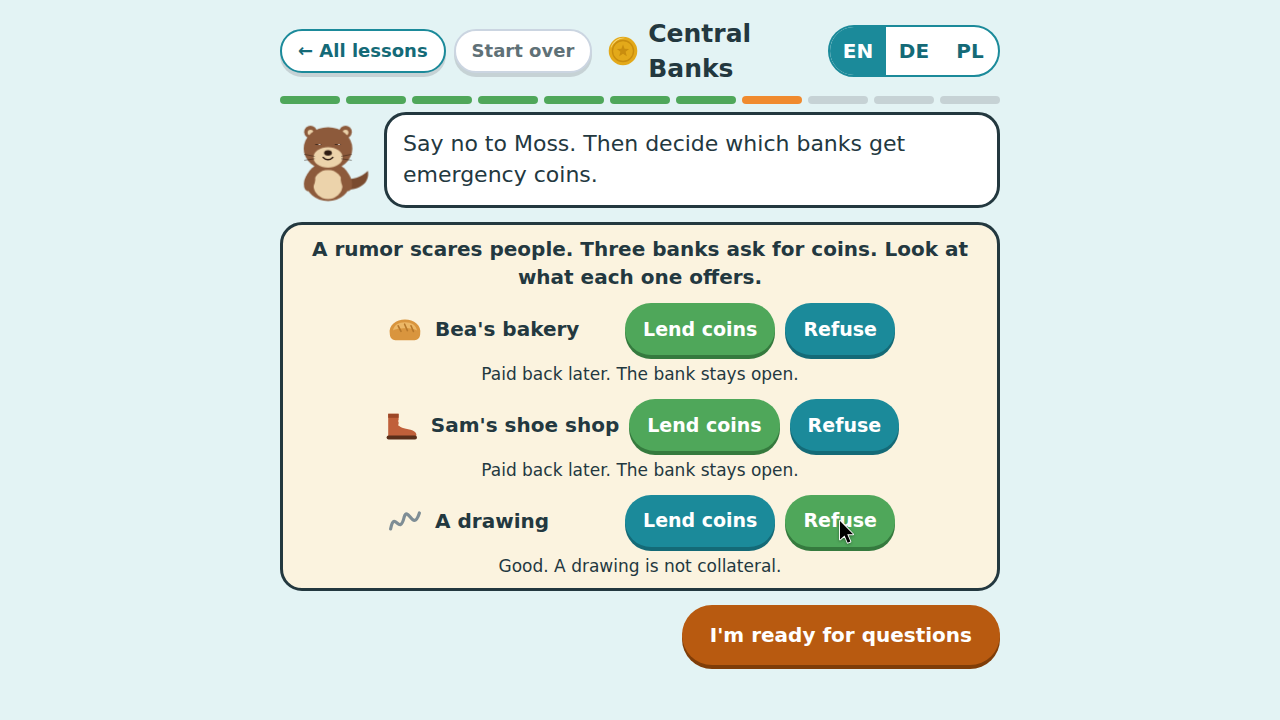 ← All lessons
Start over
Central
Banks
EN DE PL
Say no to Moss. Then decide which banks get
emergency coins.
A rumor scares people. Three banks ask for coins. Look at
what each one offers.
Bea's bakery Lend coins Refuse
Paid back later. The bank stays open.
Sam's shoe shop Lend coins Refuse
Paid back later. The bank stays open.
A drawing Lend coins Refuse
Good. A drawing is not collateral.
I'm ready for questions